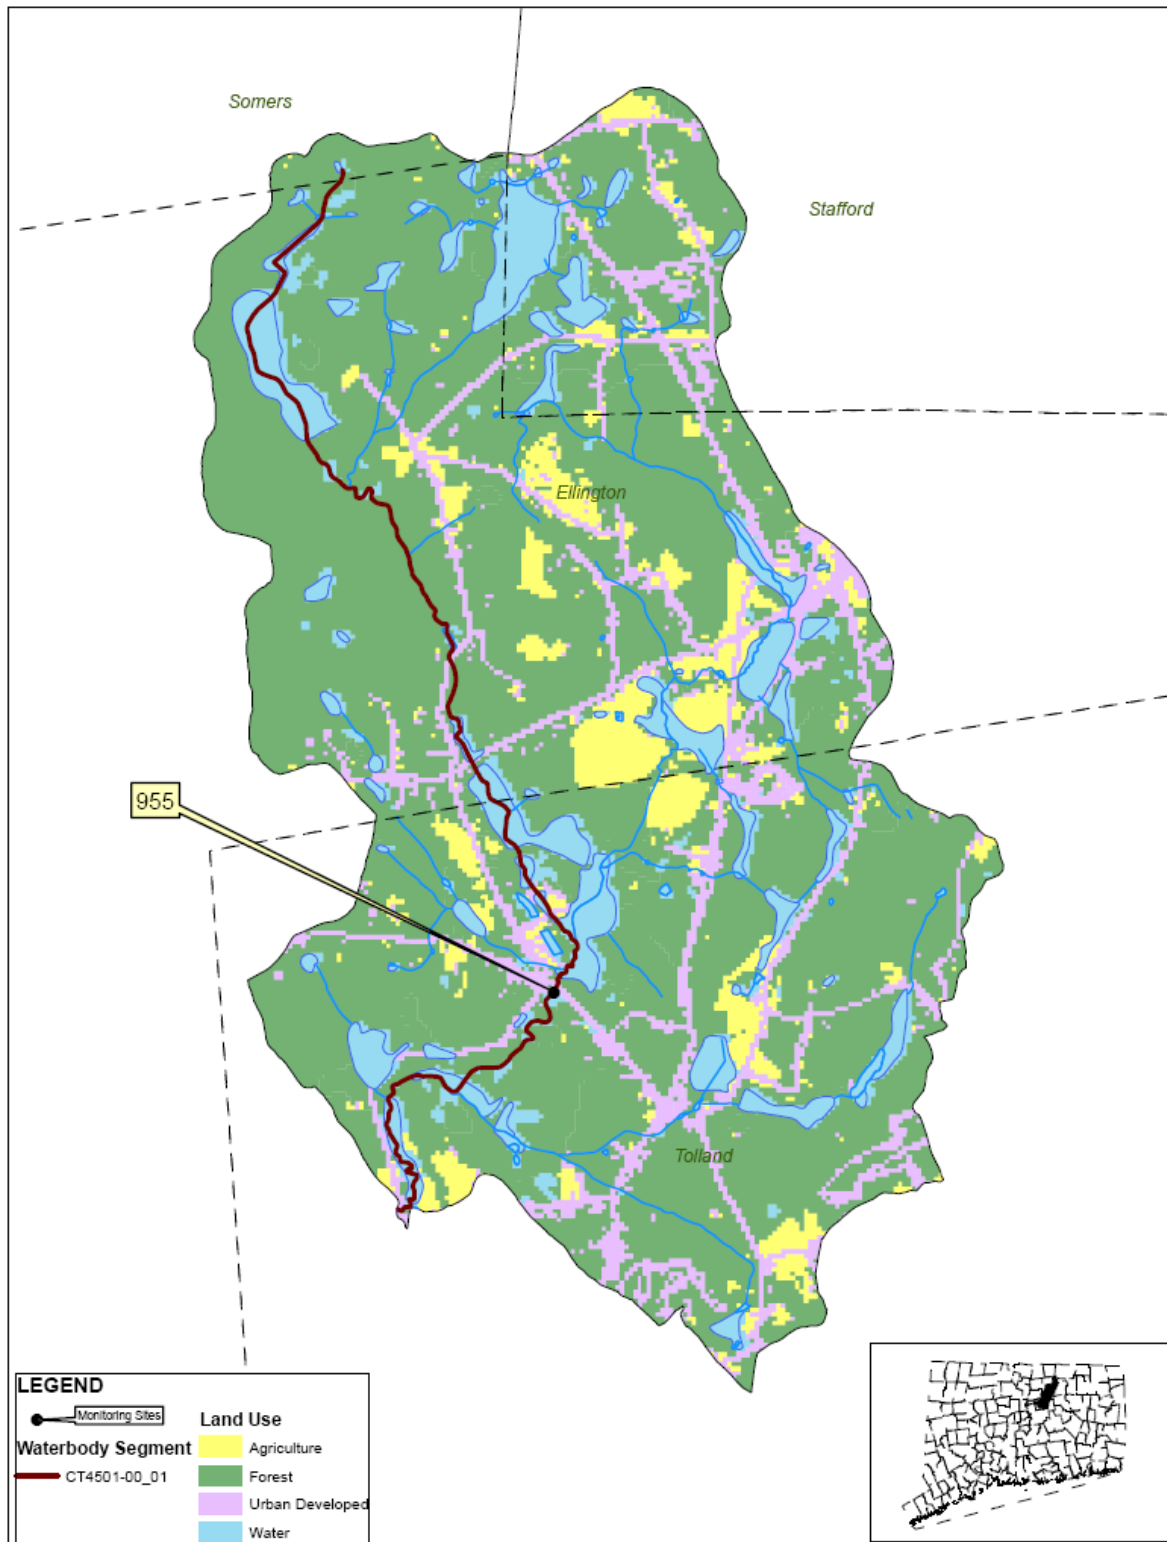 Somers
Stafford
Ellington
955
Tolland
LEGEND
Monitoring Sites
Waterbody Segment
CT4501-00_01
Land Use
Agriculture
Forest
Urban Developed
Water